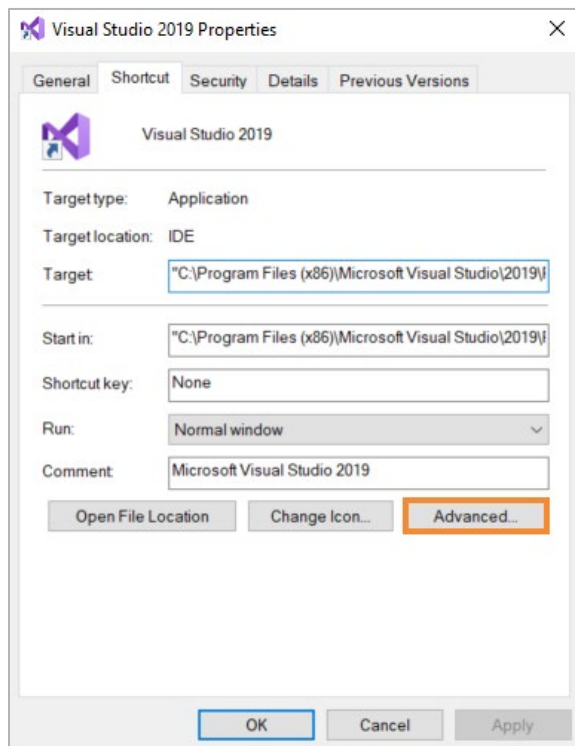 Visual Studio 2019 Properties
General Shortcut Security Details Previous Versions
Visual Studio 2019
Target type: Application
Target location: IDE
Target: "C:\Program Files (x86)\Microsoft Visual Studio\2019\
Start in: "C:\Program Files (x86)\Microsoft Visual Studio\2019\
Shortcut key: None
Run: Normal window
Comment: Microsoft Visual Studio 2019
Open File Location Change Icon... Advanced...
OK Cancel Apply